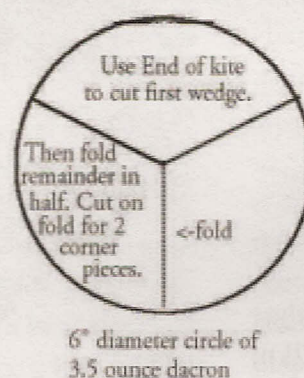 Use End of kite
to cut first wedge.
Then fold
remainder in
half. Cut on
fold for 2
corner
pieces.
<-fold
6" diameter circle of
3.5 ounce dacron